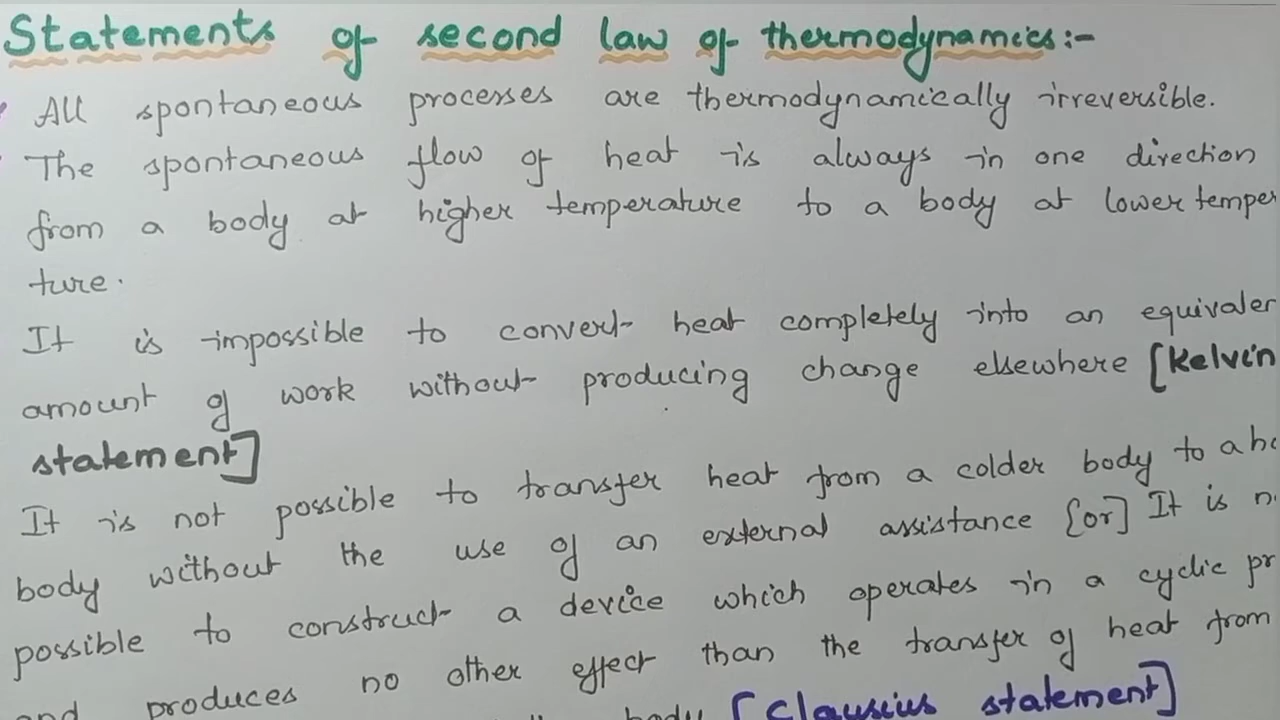 Statements of second law of thermodynamics:-
All spontaneous processes are thermodynamically irreversible.
The spontaneous flow of heat is always in one direction
from a body at higher temperature to a body at lower temper
ture.
It is impossible to convert heat completely into an equivalen
amount of work without producing change elsewhere [Kelvin
statement]
It is not possible to transfer heat from a colder body to a ho
body without the use of an external assistance [or] It is n
possible to construct a device which operates in a cyclic pr
and produces no other effect than the transfer of heat from
body [Clausius statement]